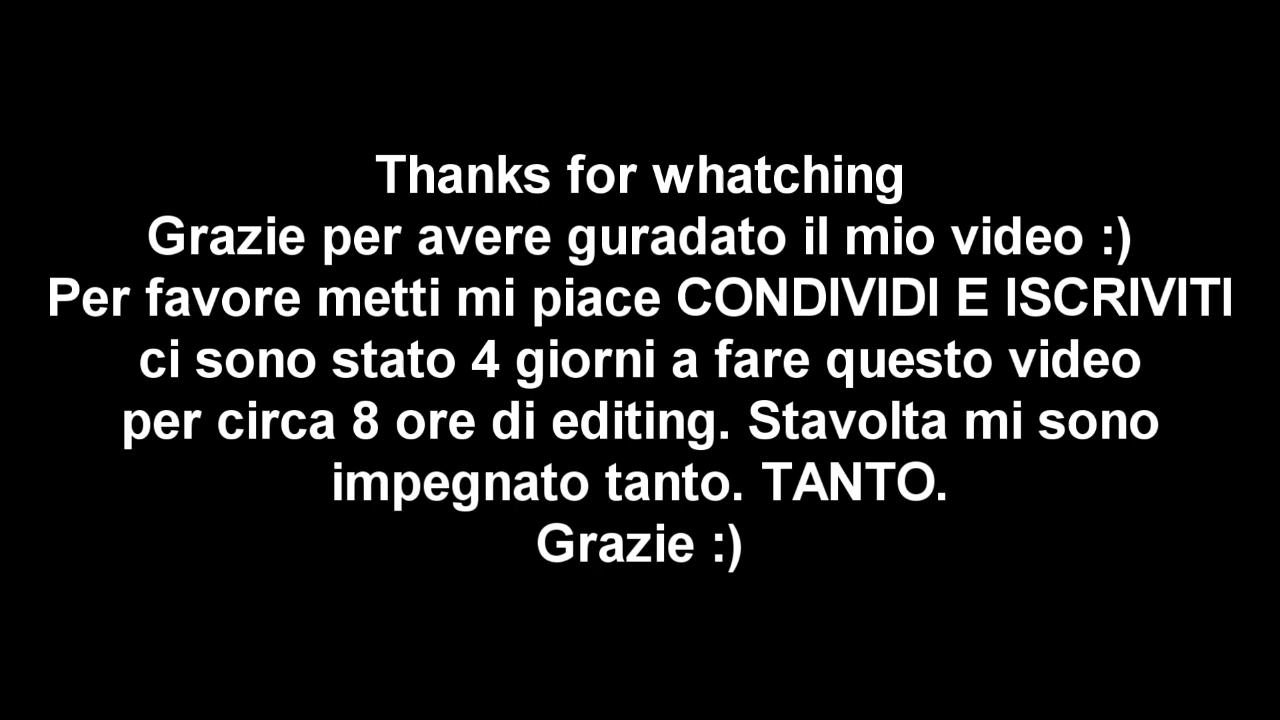 Thanks for whatching
Grazie per avere guradato il mio video :)
Per favore metti mi piace CONDIVIDI E ISCRIVITI
ci sono stato 4 giorni a fare questo video
per circa 8 ore di editing. Stavolta mi sono
impegnato tanto. TANTO.
Grazie :)